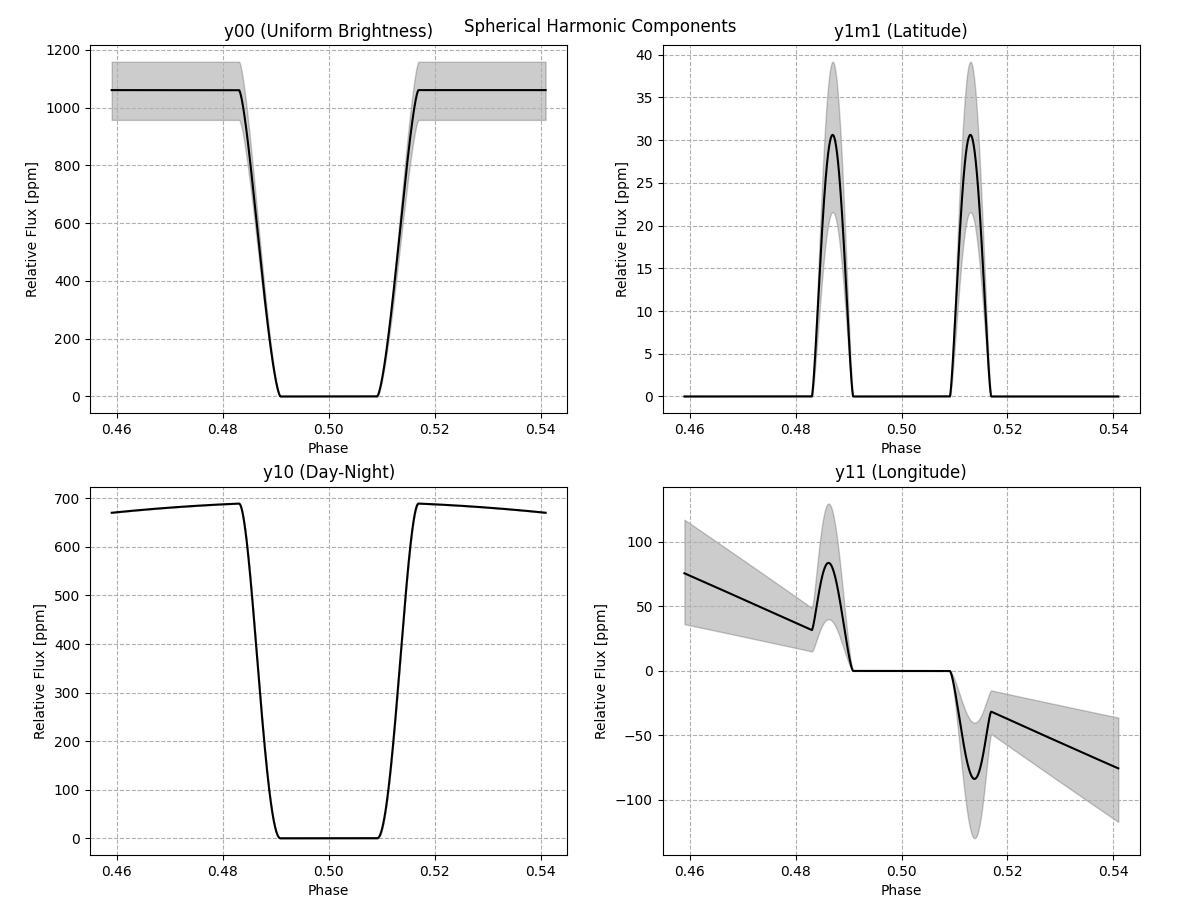 Spherical Harmonic Components
y00 (Uniform Brightness)
1200
1000
800
600
400
200
0
Relative Flux [ppm]
0.46 0.48 0.50 0.52 0.54
Phase
y1m1 (Latitude)
40
35
30
25
20
15
10
5
0
Relative Flux [ppm]
0.46 0.48 0.50 0.52 0.54
Phase
y10 (Day-Night)
700
600
500
400
300
200
100
0
Relative Flux [ppm]
0.46 0.48 0.50 0.52 0.54
Phase
y11 (Longitude)
100
50
0
−50
−100
Relative Flux [ppm]
0.46 0.48 0.50 0.52 0.54
Phase